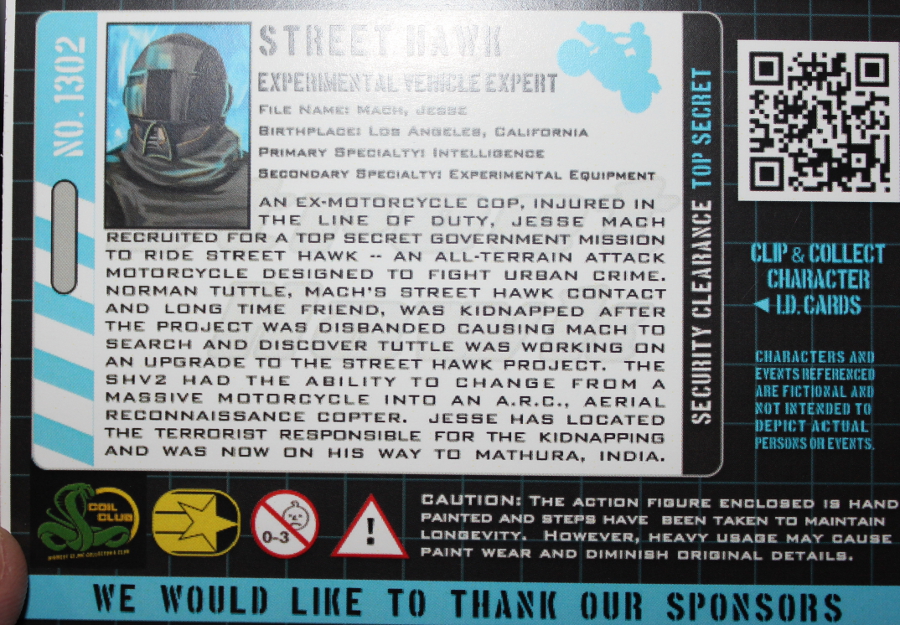 NO. 1302
STREET HAWK
EXPERIMENTAL VEHICLE EXPERT
FILE NAME: MACH, JESSE
BIRTHPLACE: LOS ANGELES, CALIFORNIA
PRIMARY SPECIALTY: INTELLIGENCE
SECONDARY SPECIALTY: EXPERIMENTAL EQUIPMENT
AN EX-MOTORCYCLE COP, INJURED IN
THE LINE OF DUTY, JESSE MACH
RECRUITED FOR A TOP SECRET GOVERNMENT MISSION
TO RIDE STREET HAWK -- AN ALL-TERRAIN ATTACK
MOTORCYCLE DESIGNED TO FIGHT URBAN CRIME.
NORMAN TUTTLE, MACH'S STREET HAWK CONTACT
AND LONG TIME FRIEND, WAS KIDNAPPED AFTER
THE PROJECT WAS DISBANDED CAUSING MACH TO
SEARCH AND DISCOVER TUTTLE WAS WORKING ON
AN UPGRADE TO THE STREET HAWK PROJECT. THE
SHV2 HAD THE ABILITY TO CHANGE FROM A
MASSIVE MOTORCYCLE INTO AN A.R.C., AERIAL
RECONNAISSANCE COPTER. JESSE HAS LOCATED
THE TERRORIST RESPONSIBLE FOR THE KIDNAPPING
AND WAS NOW ON HIS WAY TO MATHURA, INDIA.
SECURITY CLEARANCE TOP SECRET
CLIP & COLLECT
CHARACTER
I.D. CARDS
CHARACTERS AND
EVENTS REFERENCED
ARE FICTIONAL AND
NOT INTENDED TO
DEPICT ACTUAL
PERSONS OR EVENTS.
COIL
CLUB
0-3
!
CAUTION: THE ACTION FIGURE ENCLOSED IS HAND
PAINTED AND STEPS HAVE BEEN TAKEN TO MAINTAIN
LONGEVITY. HOWEVER, HEAVY USAGE MAY CAUSE
PAINT WEAR AND DIMINISH ORIGINAL DETAILS.
WE WOULD LIKE TO THANK OUR SPONSORS